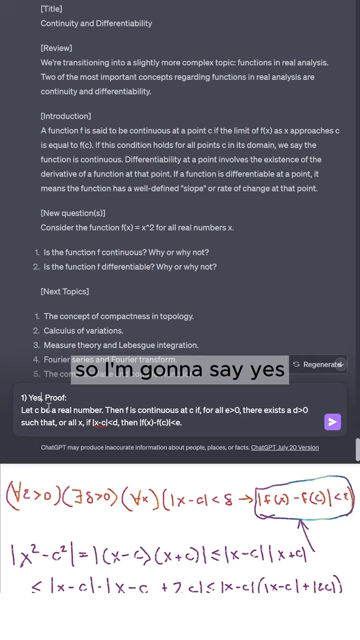 [Title]
Continuity and Differentiability
[Review]
We're transitioning into a slightly more complex topic: functions in real analysis.
Two of the most important concepts regarding functions in real analysis are
continuity and differentiability.
[Introduction]
A function f is said to be continuous at a point c if the limit of f(x) as x approaches c
is equal to f(c). If this condition holds for all points c in its domain, we say the
function is continuous. Differentiability at a point involves the existence of the
derivative of a function at that point. If a function is differentiable at a point, it
means the function has a well-defined "slope" or rate of change at that point.
[New question(s)]
Consider the function f(x) = x^2 for all real numbers x.
1. Is the function f continuous? Why or why not?
2. Is the function f differentiable? Why or why not?
[Next Topics]
1. The concept of compactness in topology.
2. Calculus of variations.
3. Measure theory and Lebesgue integration.
4. Fourier series and Fourier transform.
Regenerate
so I'm gonna say yes
1) Yes, Proof:
Let c be a real number. Then f is continuous at c if, for all e>0, there exists a d>0
such that, or all x, if |x-c|<d, then |f(x)-f(c)|<e.
ChatGPT may produce inaccurate information about people, places, or facts. ChatGPT July 20 Version
(∀ε>0)(∃δ>0)(∀x)(|x-c|<δ→|f(x)-f(c)|<ε)
|x²-c²|=|(x-c)(x+c)|≤|x-c||x+c|
≤|x-c|·|x-c+2c|≤|x-c|(|x-c|+|2c|)